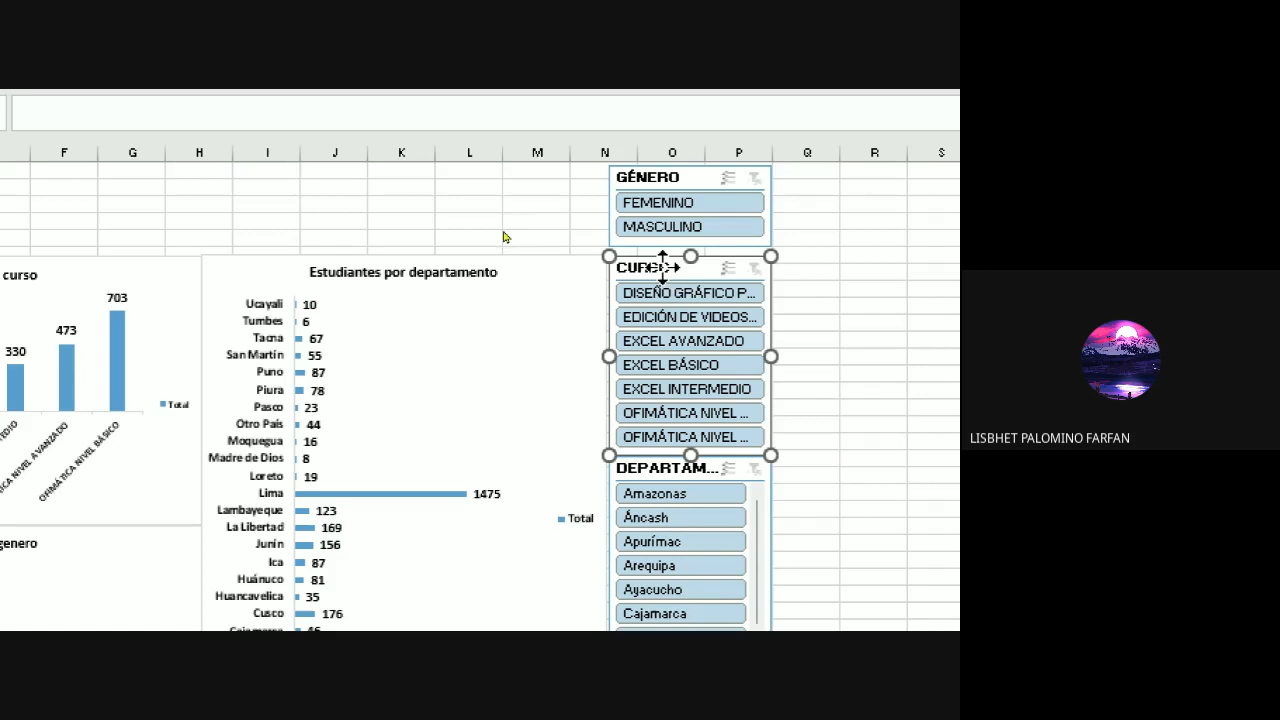 F G H I J K L M N O P Q R S
curso
703
473
330
Total
OFIMÁTICA NIVEL BÁSICO
genero
Estudiantes por departamento
Ucayali 10
Tumbes 6
Tacna 67
San Martín 55
Puno 87
Piura 78
Pasco 23
Otro País 44
Moquegua 16
Madre de Dios 8
Loreto 19
Lima 1475
Lambayeque 123
La Libertad 169
Junín 156
Ica 87
Huánuco 81
Huancavelica 35
Cusco 176
Total
GÉNERO
FEMENINO
MASCULINO
DISEÑO GRÁFICO P...
EDICIÓN DE VIDEOS...
EXCEL AVANZADO
EXCEL BÁSICO
EXCEL INTERMEDIO
OFIMÁTICA NIVEL ...
OFIMÁTICA NIVEL ...
DEPARTAM...
Amazonas
Áncash
Apurímac
Arequipa
Ayacucho
Cajamarca
LISBHET PALOMINO FARFAN